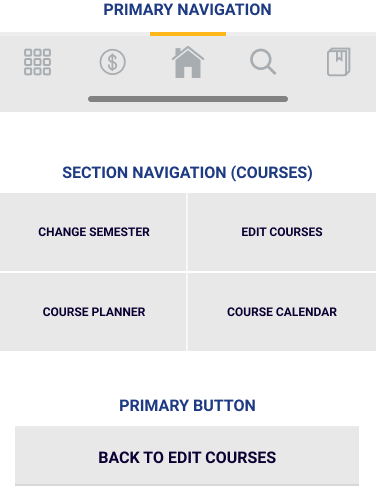 PRIMARY NAVIGATION
$
SECTION NAVIGATION (COURSES)
CHANGE SEMESTER
EDIT COURSES
COURSE PLANNER
COURSE CALENDAR
PRIMARY BUTTON
BACK TO EDIT COURSES